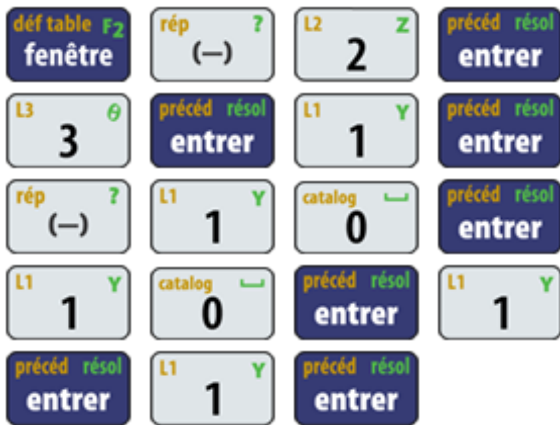 déf table F2 rép ? L2 Z précéd résol
fenêtre (—) 2 entrer
L3 θ précéd résol L1 Y précéd résol
3 entrer 1 entrer
rép ? L1 Y catalog précéd résol
(—) 1 0 entrer
L1 Y catalog précéd résol L1 Y
1 0 entrer 1
précéd résol L1 Y précéd résol
entrer 1 entrer